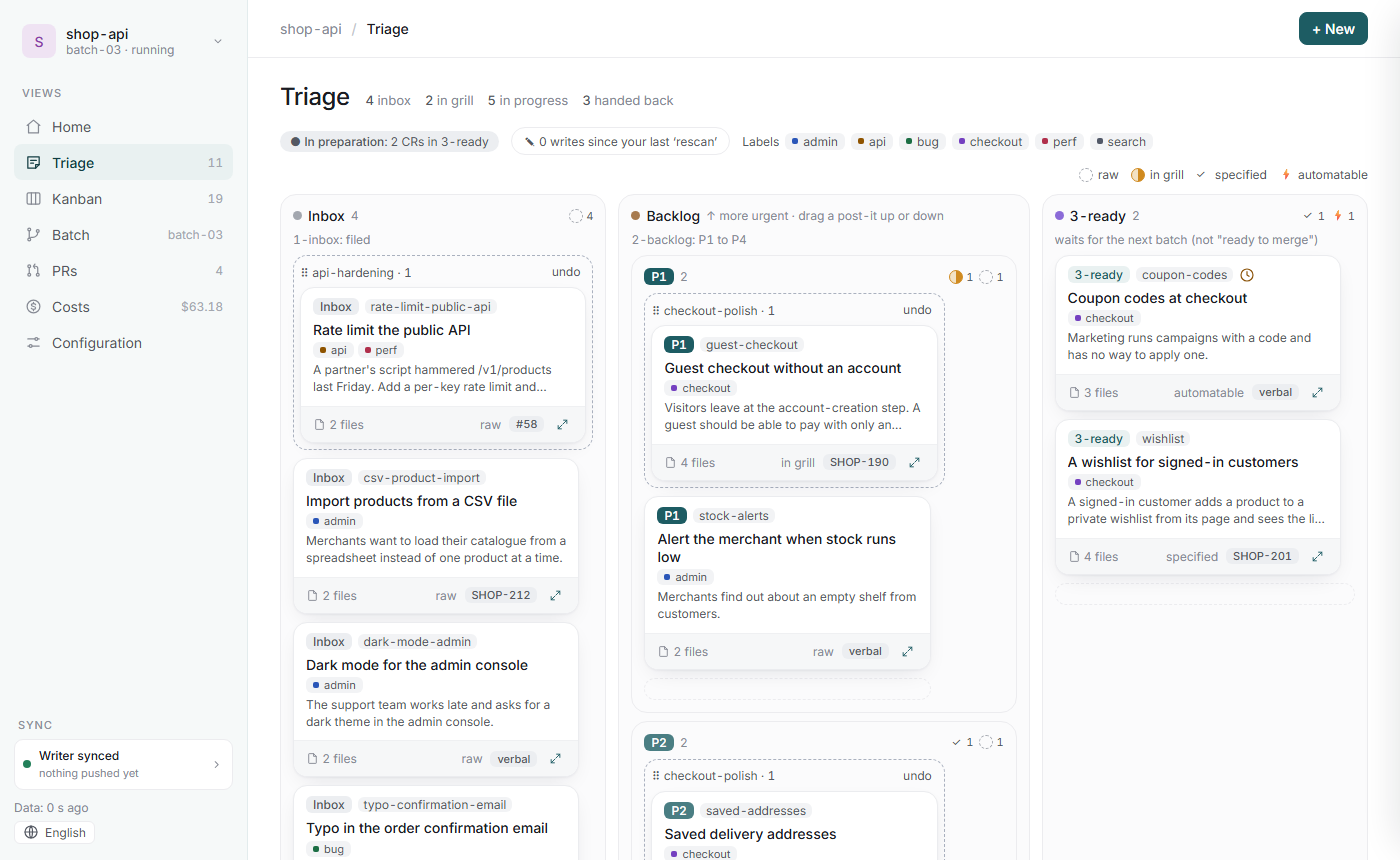 S
shop-api
batch-03 · running
VIEWS
Home
Triage 11
Kanban 19
Batch batch-03
PRs 4
Costs $63.18
Configuration
SYNC
Writer synced
nothing pushed yet
Data: 0 s ago
English
shop-api / Triage
+ New
Triage 4 inbox 2 in grill 5 in progress 3 handed back
In preparation: 2 CRs in 3-ready
0 writes since your last ‘rescan’
Labels admin api bug checkout perf search
raw in grill ✓ specified automatable
Inbox 4 4
1-inbox: filed
api-hardening · 1 undo
Inbox rate-limit-public-api
Rate limit the public API
api perf
A partner's script hammered /v1/products
last Friday. Add a per-key rate limit and…
2 files raw #58
Inbox csv-product-import
Import products from a CSV file
admin
Merchants want to load their catalogue from a
spreadsheet instead of one product at a time.
2 files raw SHOP-212
Inbox dark-mode-admin
Dark mode for the admin console
admin
The support team works late and asks for a
dark theme in the admin console.
2 files raw verbal
Inbox typo-confirmation-email
Typo in the order confirmation email
bug
Backlog ↑ more urgent · drag a post-it up or down
2-backlog: P1 to P4
P1 2 1 1
checkout-polish · 1 undo
P1 guest-checkout
Guest checkout without an account
checkout
Visitors leave at the account-creation step. A
guest should be able to pay with only an…
4 files in grill SHOP-190
P1 stock-alerts
Alert the merchant when stock runs
low
admin
Merchants find out about an empty shelf from
customers.
2 files raw verbal
P2 2 ✓ 1 1
checkout-polish · 1 undo
P2 saved-addresses
Saved delivery addresses
checkout
3-ready 2 ✓ 1 1
waits for the next batch (not "ready to merge")
3-ready coupon-codes
Coupon codes at checkout
checkout
Marketing runs campaigns with a code and
has no way to apply one.
3 files automatable verbal
3-ready wishlist
A wishlist for signed-in customers
checkout
A signed-in customer adds a product to a
private wishlist from its page and sees the li…
4 files specified SHOP-201